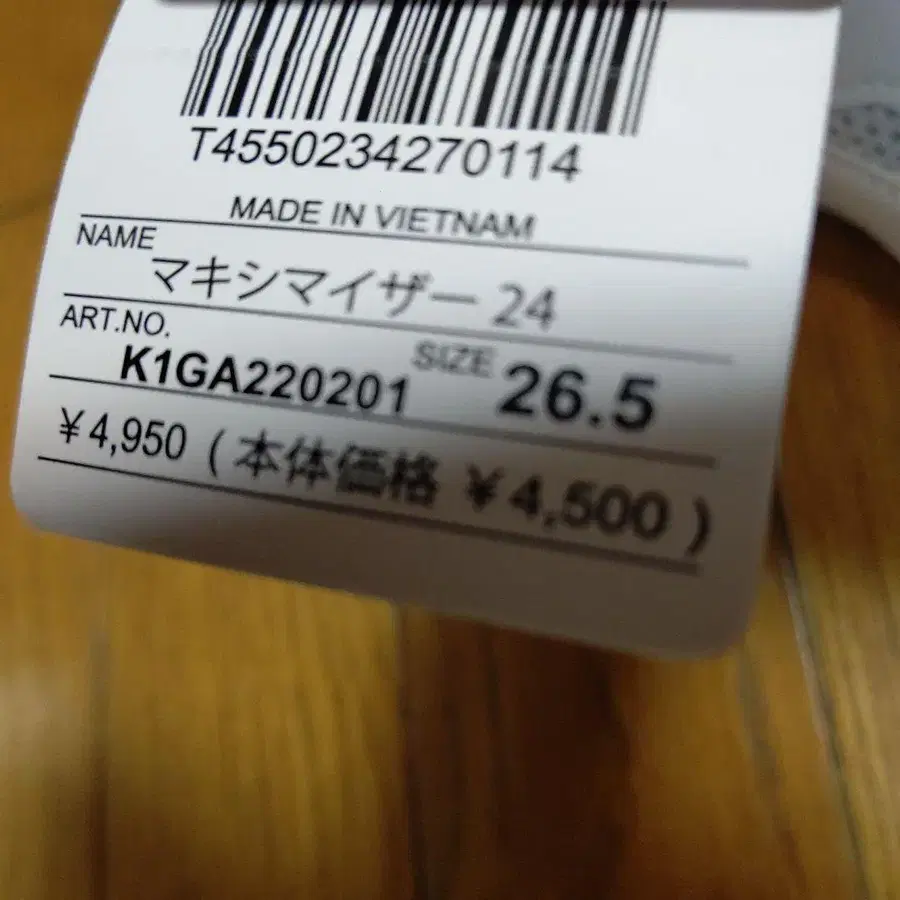 T4550234270114
MADE IN VIETNAM
NAME
マキシマイザー 24
ART.NO.
K1GA220201
SIZE 26.5
¥4,950 (本体価格 ¥4,500)